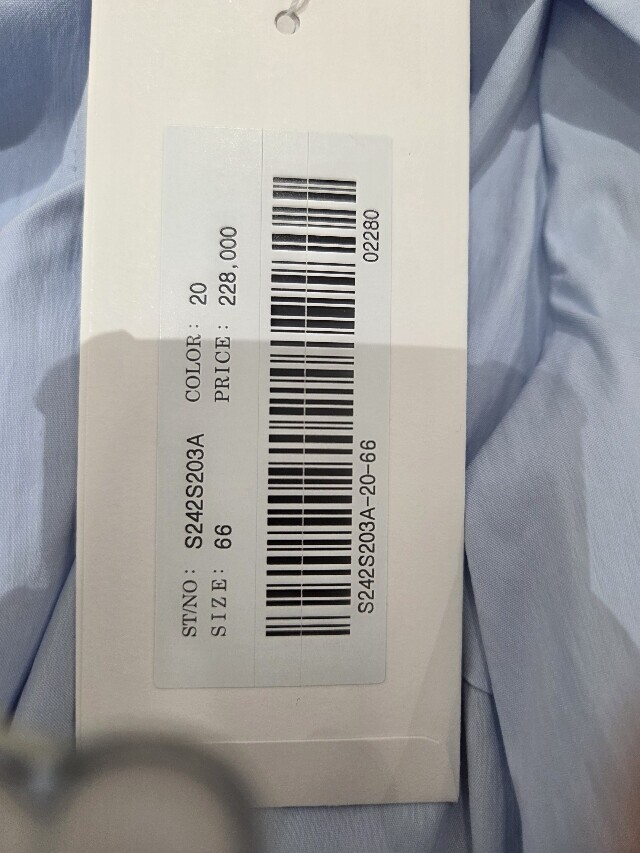 ST/NO: S242S203A COLOR: 20
SIZE: 66 PRICE: 228,000
S242S203A-20-66 02280